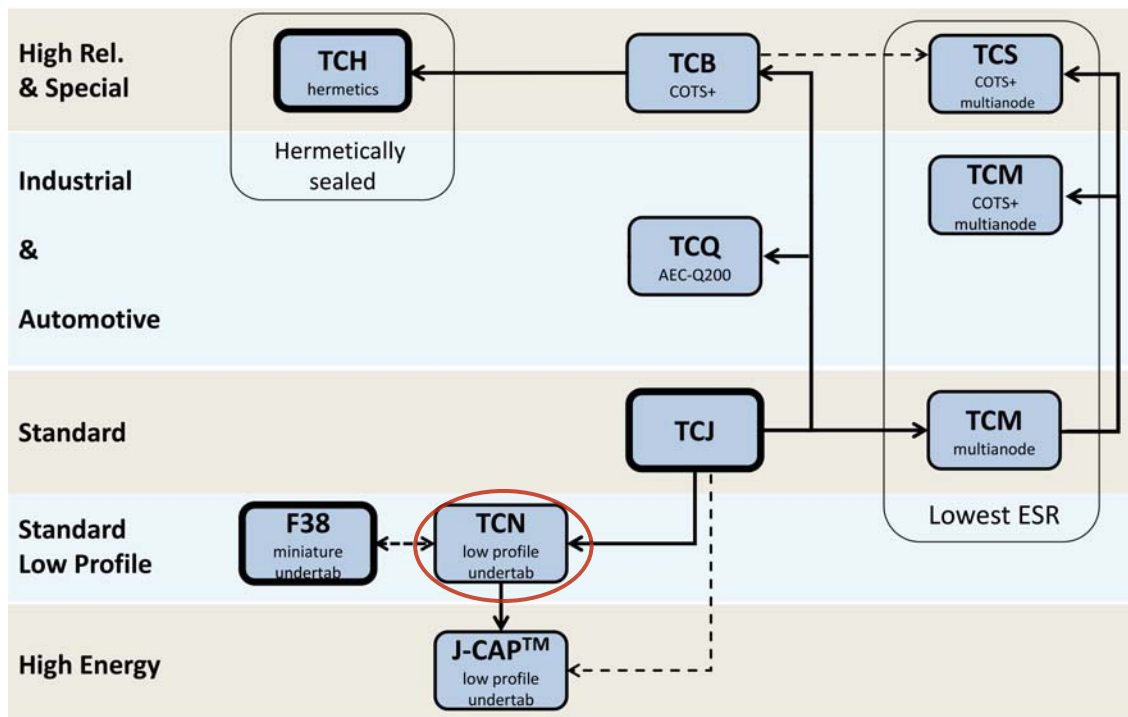 High Rel.
& Special
TCH
hermetics
TCB
COTS+
TCS
COTS+
multianode
Hermetically
sealed
Industrial
&
Automotive
TCM
COTS+
multianode
TCQ
AEC-Q200
Standard
TCJ
TCM
multianode
Lowest ESR
Standard
Low Profile
F38
miniature
undertab
TCN
low profile
undertab
High Energy
J-CAP™
low profile
undertab